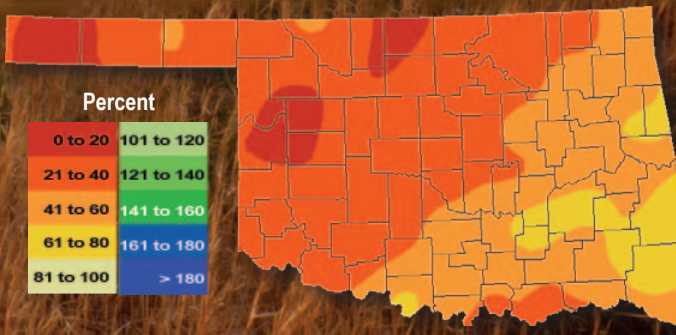 Percent
0 to 20 101 to 120
21 to 40 121 to 140
41 to 60 141 to 160
61 to 80 161 to 180
81 to 100 > 180